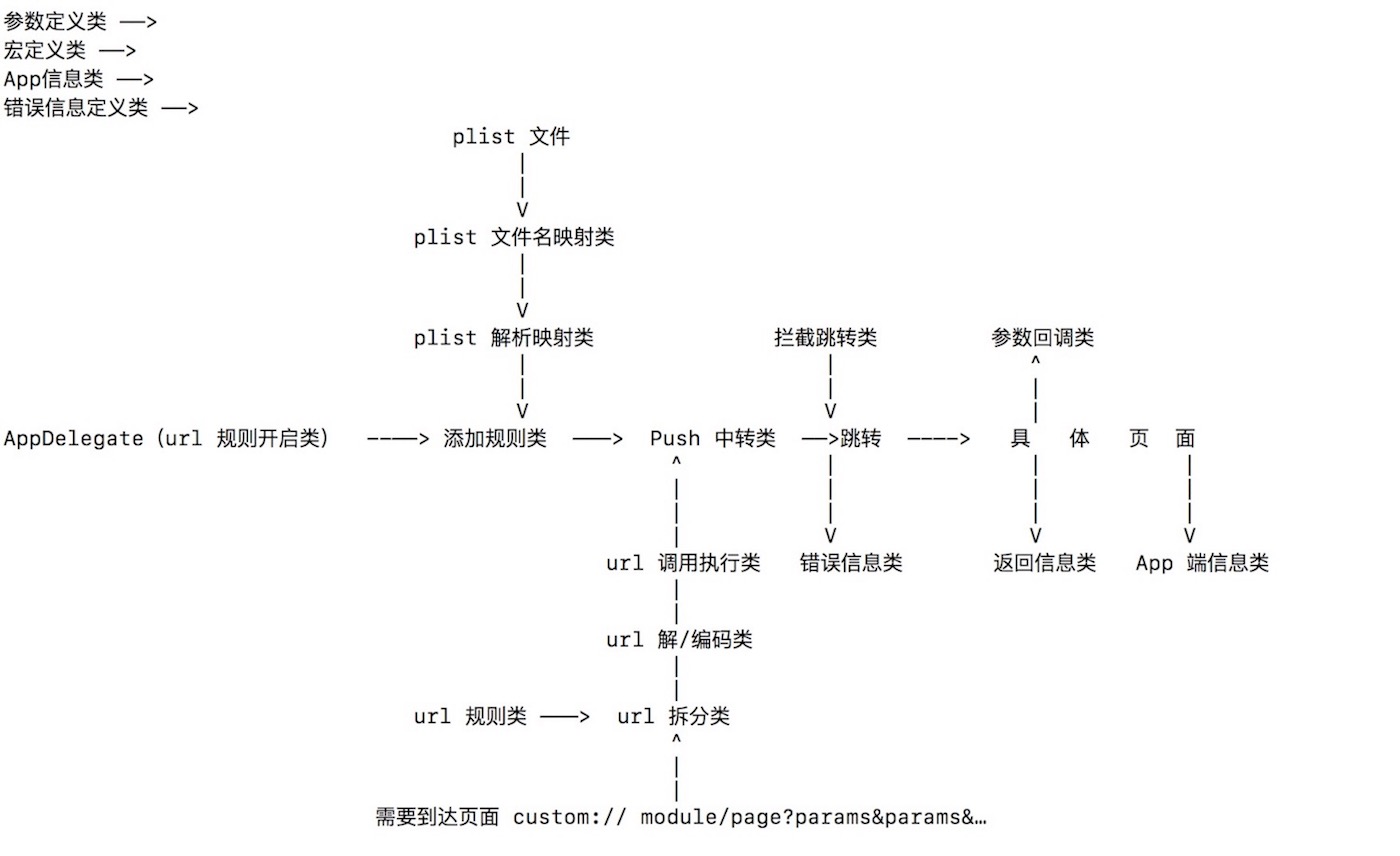 参数定义类 ——>
宏定义类 ——>
App信息类 ——>
错误信息定义类 ——>
plist 文件
|
|
V
plist 文件名映射类
|
|
V
plist 解析映射类 拦截跳转类 参数回调类
| | ^
| | |
V V |
AppDelegate（url 规则开启类） ----> 添加规则类 ———> Push 中转类 ——>跳转 ----> 具 体 页 面
^ | | |
| | | |
| | | |
| V V V
url 调用执行类 错误信息类 返回信息类 App 端信息类
|
|
url 解/编码类
|
|
url 规则类 ———> url 拆分类
^
|
|
需要到达页面 custom:// module/page?params&params&…